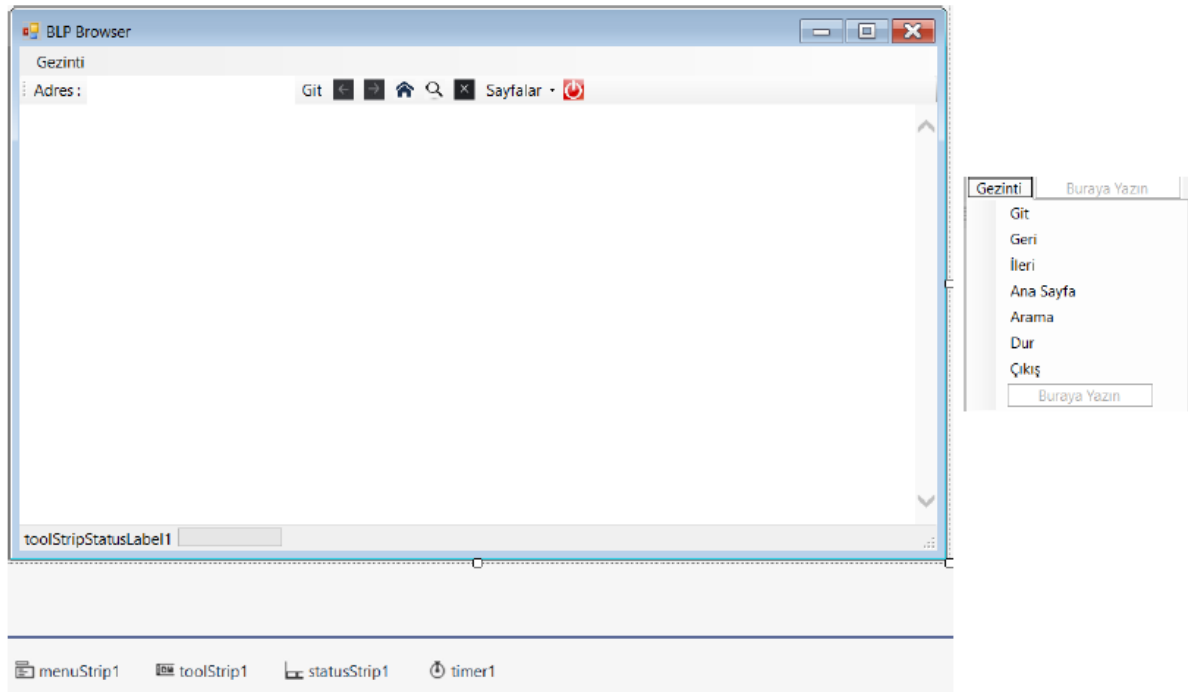 BLP Browser
Gezinti
Adres : Git Sayfalar
toolStripStatusLabel1
menuStrip1 toolStrip1 statusStrip1 timer1
Gezinti Buraya Yazın
Git
Geri
İleri
Ana Sayfa
Arama
Dur
Çıkış
Buraya Yazın